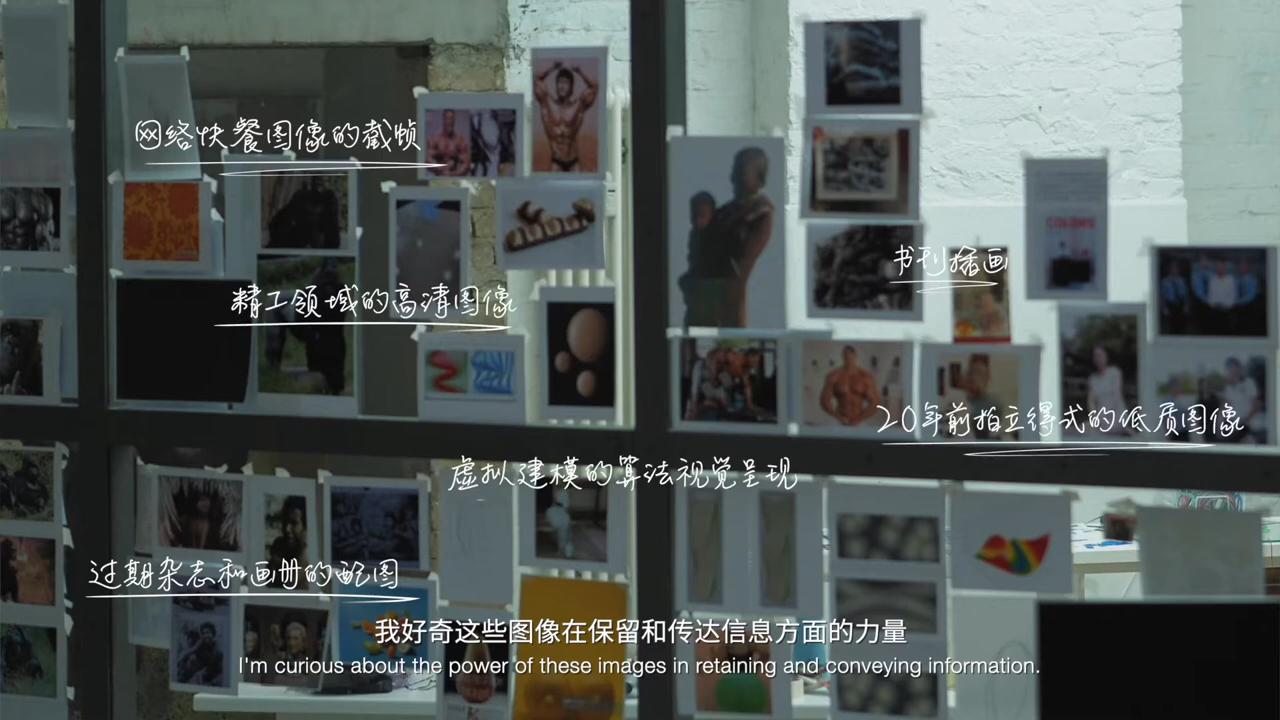 网络快餐图像的截帧
书刊插画
精工领域的高清图像
20年前拍立得式的低质图像
虚拟建模的算法视觉呈现
过期杂志和画册的配图
我好奇这些图像在保留和传达信息方面的力量
I'm curious about the power of these images in retaining and conveying information.